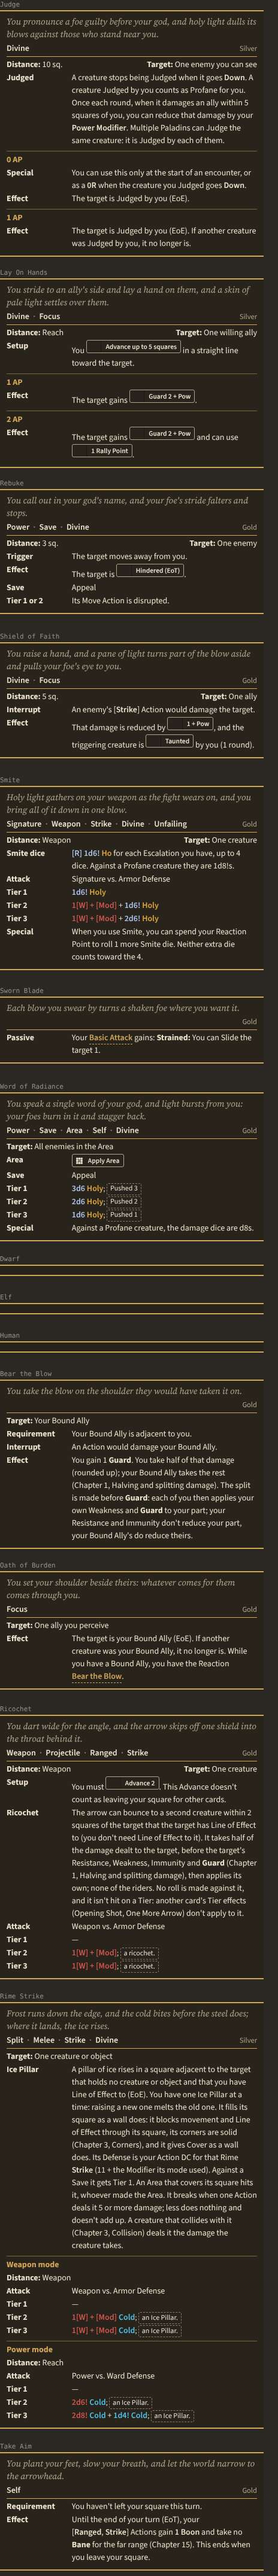 Judge
You pronounce a foe guilty before your god, and holy light dulls its
blows against those who stand near you.
Divine Silver
Distance: 10 sq. Target: One enemy you can see
Judged A creature stops being Judged when it goes Down. A
creature Judged by you counts as Profane for you.
Once each round, when it damages an ally within 5
squares of you, you can reduce that damage by your
Power Modifier. Multiple Paladins can Judge the
same creature: it is Judged by each of them.
0 AP
Special You can use this only at the start of an encounter, or
as a 0R when the creature you Judged goes Down.
Effect The target is Judged by you (EoE).
1 AP
Effect The target is Judged by you (EoE). If another creature
was Judged by you, it no longer is.
Lay On Hands
You stride to an ally's side and lay a hand on them, and a skin of
pale light settles over them.
Divine · Focus Silver
Distance: Reach Target: One willing ally
Setup You Advance up to 5 squares in a straight line
toward the target.
1 AP
Effect The target gains Guard 2 + Pow.
2 AP
Effect The target gains Guard 2 + Pow and can use
1 Rally Point.
Rebuke
You call out in your god's name, and your foe's stride falters and
stops.
Power · Save · Divine Gold
Distance: 3 sq. Target: One enemy
Trigger The target moves away from you.
Effect The target is Hindered (EoT).
Save Appeal
Tier 1 or 2 Its Move Action is disrupted.
Shield of Faith
You raise a hand, and a pane of light turns part of the blow aside
and pulls your foe's eye to you.
Divine · Focus Gold
Distance: 5 sq. Target: One ally
Interrupt An enemy's [Strike] Action would damage the target.
Effect That damage is reduced by 1 + Pow, and the
triggering creature is Taunted by you (1 round).
Smite
Holy light gathers on your weapon as the fight wears on, and you
bring all of it down in one blow.
Signature · Weapon · Strike · Divine · Unfailing Gold
Distance: Weapon Target: One creature
Smite dice [R] 1d6! Ho for each Escalation you have, up to 4
dice. Against a Profane creature they are 1d8!s.
Attack Signature vs. Armor Defense
Tier 1 1d6! Holy
Tier 2 1[W] + [Mod] + 1d6! Holy
Tier 3 1[W] + [Mod] + 2d6! Holy
Special When you use Smite, you can spend your Reaction
Point to roll 1 more Smite die. Neither extra die
counts toward the 4.
Sworn Blade
Each blow you swear by turns a shaken foe where you want it.
Gold
Passive Your Basic Attack gains: Strained: You can Slide the
target 1.
Word of Radiance
You speak a single word of your god, and light bursts from you:
your foes burn in it and stagger back.
Power · Save · Area · Self · Divine Gold
Target: All enemies in the Area
Area Apply Area
Save Appeal
Tier 1 3d6 Holy; Pushed 3
Tier 2 2d6 Holy; Pushed 2
Tier 3 1d6 Holy; Pushed 1
Special Against a Profane creature, the damage dice are d8s.
Dwarf
Elf
Human
Bear the Blow
You take the blow on the shoulder they would have taken it on.
Gold
Target: Your Bound Ally
Requirement Your Bound Ally is adjacent to you.
Interrupt An Action would damage your Bound Ally.
Effect You gain 1 Guard. You take half of that damage
(rounded up); your Bound Ally takes the rest
(Chapter 1, Halving and splitting damage). The split
is made before Guard: each of you then applies your
own Weakness and Guard to your part; your
Resistance and Immunity don't reduce your part,
your Bound Ally's do reduce theirs.
Oath of Burden
You set your shoulder beside theirs: whatever comes for them
comes through you.
Focus Gold
Target: One ally you perceive
Effect The target is your Bound Ally (EoE). If another
creature was your Bound Ally, it no longer is. While
you have a Bound Ally, you have the Reaction
Bear the Blow.
Ricochet
You dart wide for the angle, and the arrow skips off one shield into
the throat behind it.
Weapon · Projectile · Ranged · Strike Gold
Distance: Weapon Target: One creature
Setup You must Advance 2. This Advance doesn't
count as leaving your square for other cards.
Ricochet The arrow can bounce to a second creature within 2
squares of the target that the target has Line of Effect
to (you don't need Line of Effect to it). It takes half of
the damage dealt to the target, before the target's
Resistance, Weakness, Immunity and Guard (Chapter
1, Halving and splitting damage), then applies its
own; none of the riders. No roll is made against it,
and it isn't hit on a Tier: another card's Tier effects
(Opening Shot, One More Arrow) don't apply to it.
Attack Weapon vs. Armor Defense
Tier 1 —
Tier 2 1[W] + [Mod]; a ricochet.
Tier 3 1[W] + [Mod]; a ricochet.
Rime Strike
Frost runs down the edge, and the cold bites before the steel does;
where it lands, the ice rises.
Split · Melee · Strike · Divine Silver
Target: One creature or object
Ice Pillar A pillar of ice rises in a square adjacent to the target
that holds no creature or object and that you have
Line of Effect to (EoE). You have one Ice Pillar at a
time: raising a new one melts the old one. It fills its
square as a wall does: it blocks movement and Line
of Effect through its square, its corners are solid
(Chapter 3, Corners), and it gives Cover as a wall
does. Its Defense is your Action DC for that Rime
Strike (11 + the Modifier its mode used). Against a
Save it gets Tier 1. An Area that covers its square hits
it, whoever made the Area. It breaks when one Action
deals it 5 or more damage; less does nothing and
doesn't add up. A creature that collides with it
(Chapter 3, Collision) deals it the damage the
creature takes.
Weapon mode
Distance: Weapon
Attack Weapon vs. Armor Defense
Tier 1 —
Tier 2 1[W] + [Mod] Cold; an Ice Pillar.
Tier 3 1[W] + [Mod] Cold; an Ice Pillar.
Power mode
Distance: Reach
Attack Power vs. Ward Defense
Tier 1 —
Tier 2 2d6! Cold; an Ice Pillar.
Tier 3 2d8! Cold + 1d4! Cold; an Ice Pillar.
Take Aim
You plant your feet, slow your breath, and let the world narrow to
the arrowhead.
Self Gold
Requirement You haven't left your square this turn.
Effect Until the end of your turn (EoT), your
[Ranged, Strike] Actions gain 1 Boon and take no
Bane for the far range (Chapter 15). This ends when
you leave your square.